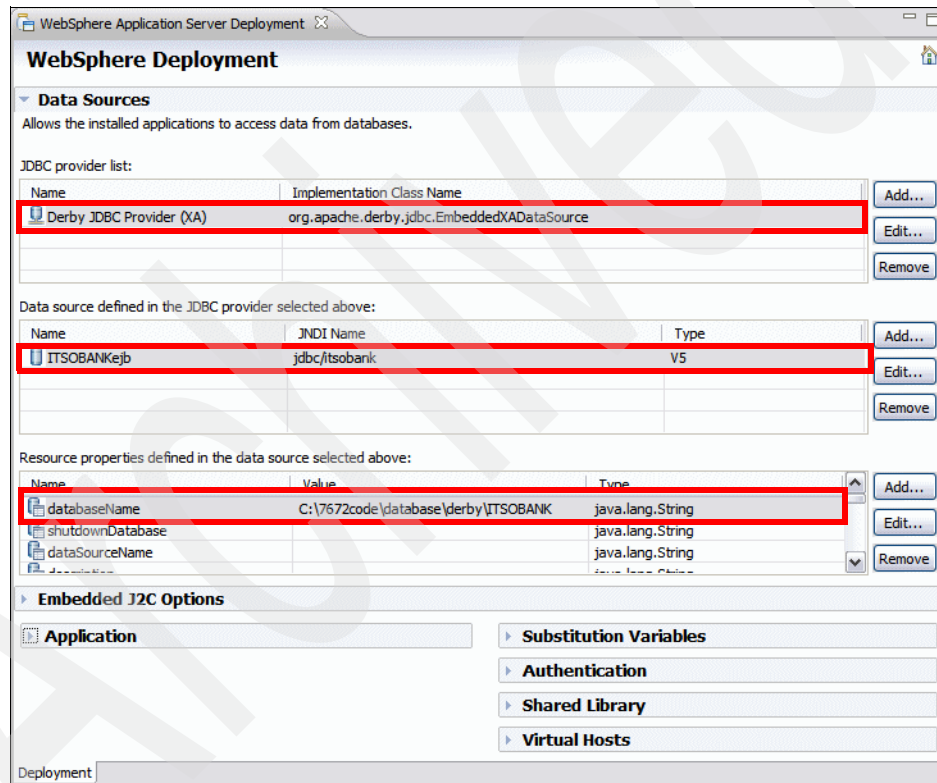 WebSphere Application Server Deployment
WebSphere Deployment
Data Sources
Allows the installed applications to access data from databases.
JDBC provider list:
Name Implementation Class Name
Derby JDBC Provider (XA) org.apache.derby.jdbc.EmbeddedXADataSource
Add...
Edit...
Remove
Data source defined in the JDBC provider selected above:
Name JNDI Name Type
ITSOBANKejb jdbc/itsobank V5
Add...
Edit...
Remove
Resource properties defined in the data source selected above:
Name Value Type
databaseName C:\7672code\database\derby\ITSOBANK java.lang.String
shutdownDatabase java.lang.String
dataSourceName java.lang.String
description java.lang.String
Add...
Edit...
Remove
Embedded J2C Options
Application
Substitution Variables
Authentication
Shared Library
Virtual Hosts
Deployment
Archived